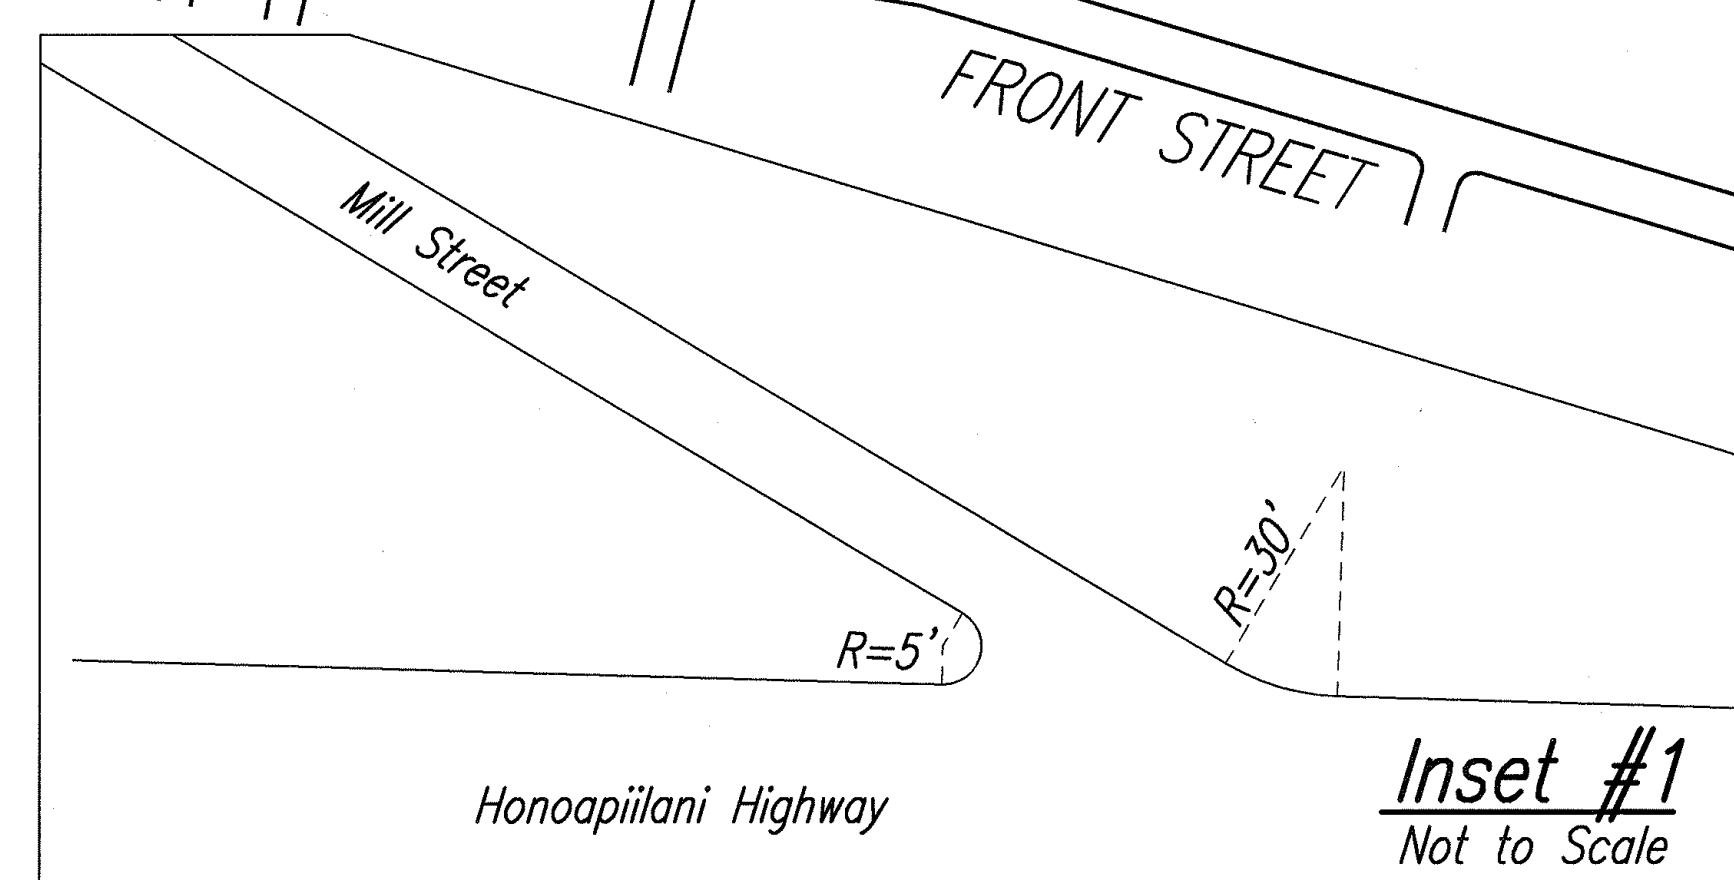 FRONT STREET
Mill Street
R=30'
R=5'
Honoapiilani Highway
Inset #1
Not to Scale